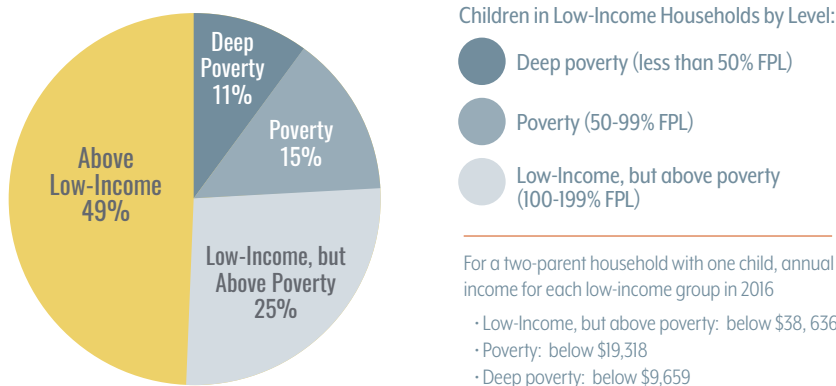 Deep
Poverty
11%
Poverty
15%
Above
Low-Income
49%
Low-Income, but
Above Poverty
25%
Children in Low-Income Households by Level:
Deep poverty (less than 50% FPL)
Poverty (50-99% FPL)
Low-Income, but above poverty
(100-199% FPL)
For a two-parent household with one child, annual
income for each low-income group in 2016
· Low-Income, but above poverty: below $38, 636
· Poverty: below $19,318
· Deep poverty: below $9,659